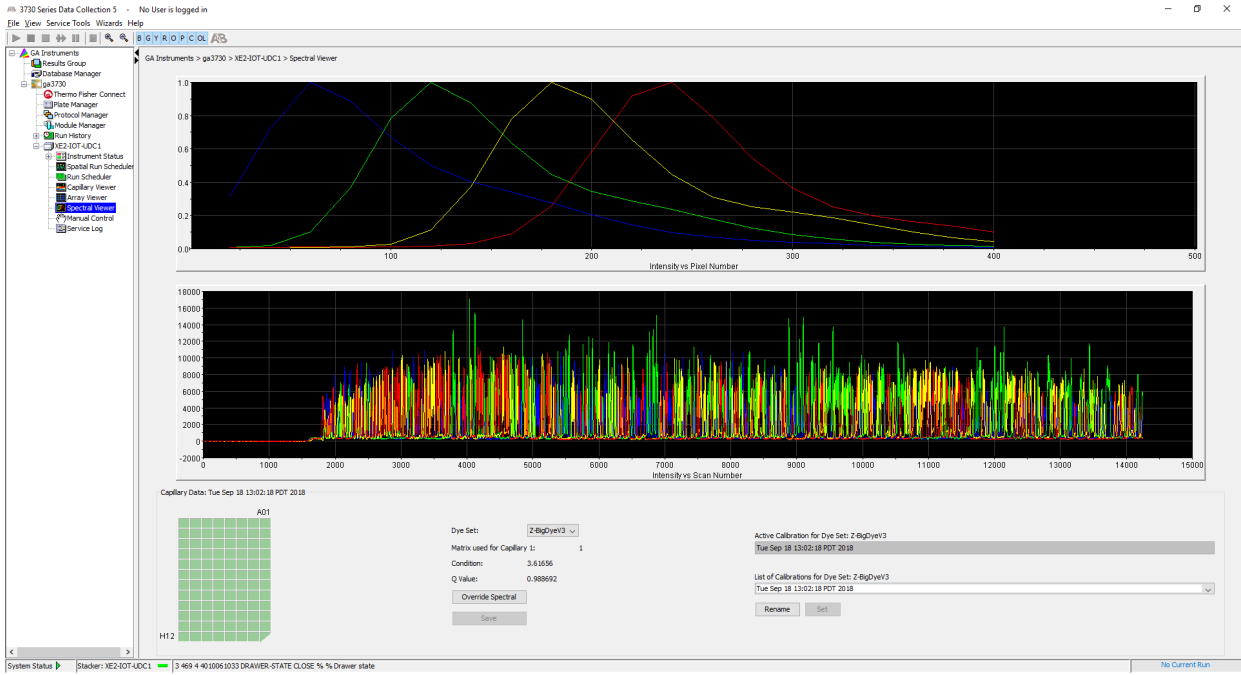 3730 Series Data Collection 5 - No User is logged in
File View Service Tools Wizards Help
B G Y R O P C OL AB
GA Instruments
Results Group
Database Manager
ga3730
Thermo Fisher Connect
Plate Manager
Protocol Manager
Module Manager
Run History
XE2-IOT-UDC1
Instrument Status
Spatial Run Scheduler
Run Scheduler
Capillary Viewer
Array Viewer
Spectral Viewer
Manual Control
Service Log
GA Instruments > ga3730 > XE2-IOT-UDC1 > Spectral Viewer
1.0
0.8
0.6
0.4
0.2
0.0
100 200 300 400 500
Intensity vs Pixel Number
18000
16000
14000
12000
10000
8000
6000
4000
2000
0
-2000
0 1000 2000 3000 4000 5000 6000 7000 8000 9000 10000 11000 12000 13000 14000 15000
Intensity vs Scan Number
Capillary Data: Tue Sep 18 13:02:18 PDT 2018
A01
H12
Dye Set: Z-BigDyeV3
Matrix used for Capillary 1: 1
Condition: 3.61656
Q Value: 0.988692
Override Spectral
Save
Active Calibration for Dye Set: Z-BigDyeV3
Tue Sep 18 13:02:18 PDT 2018
List of Calibrations for Dye Set: Z-BigDyeV3
Tue Sep 18 13:02:18 PDT 2018
Rename Set
System Status Stacker: XE2-IOT-UDC1 3 469 4 4010061033 DRAWER-STATE CLOSE % % Drawer state No Current Run